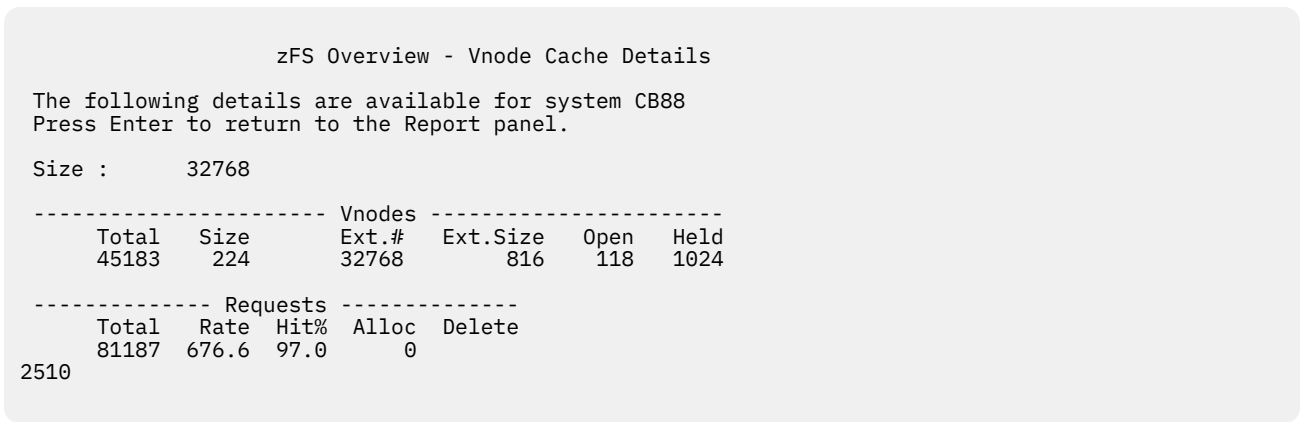 zFS Overview - Vnode Cache Details
The following details are available for system CB88
Press Enter to return to the Report panel.
Size :      32768
----------------------- Vnodes -----------------------
Total   Size       Ext.#   Ext.Size   Open   Held
45183    224       32768        816    118   1024
-------------- Requests --------------
Total   Rate  Hit%  Alloc  Delete
81187  676.6  97.0      0
2510